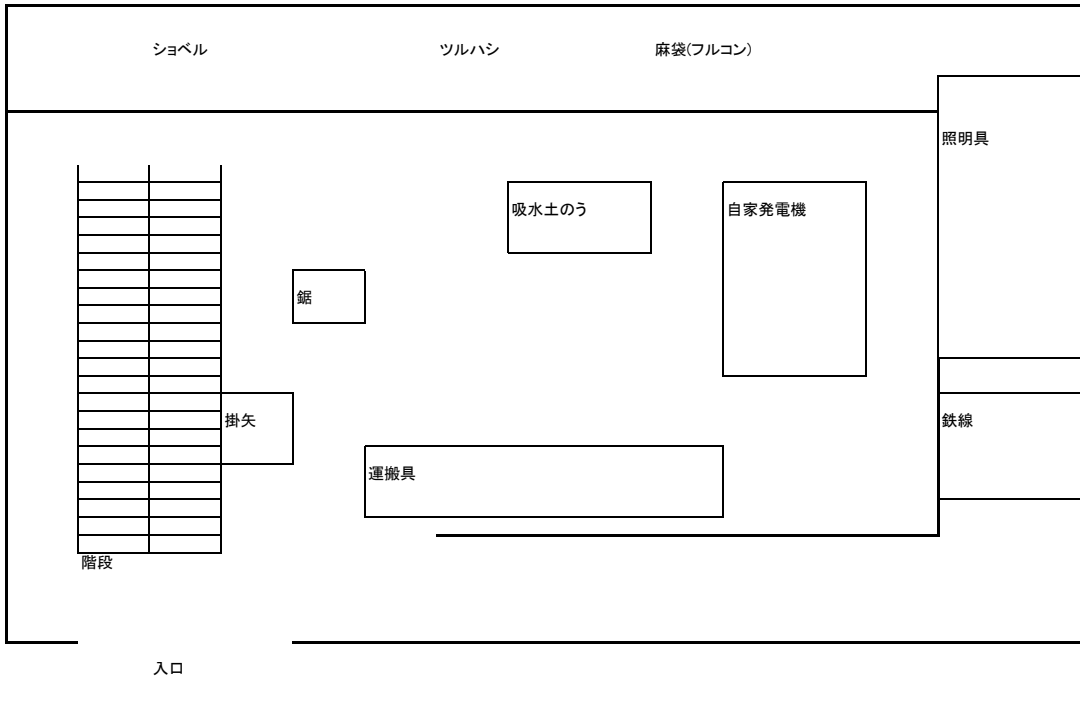 ショベル
ツルハシ
麻袋(フルコン)
照明具
吸水土のう
自家発電機
鋸
掛矢
鉄線
運搬具
階段
入口